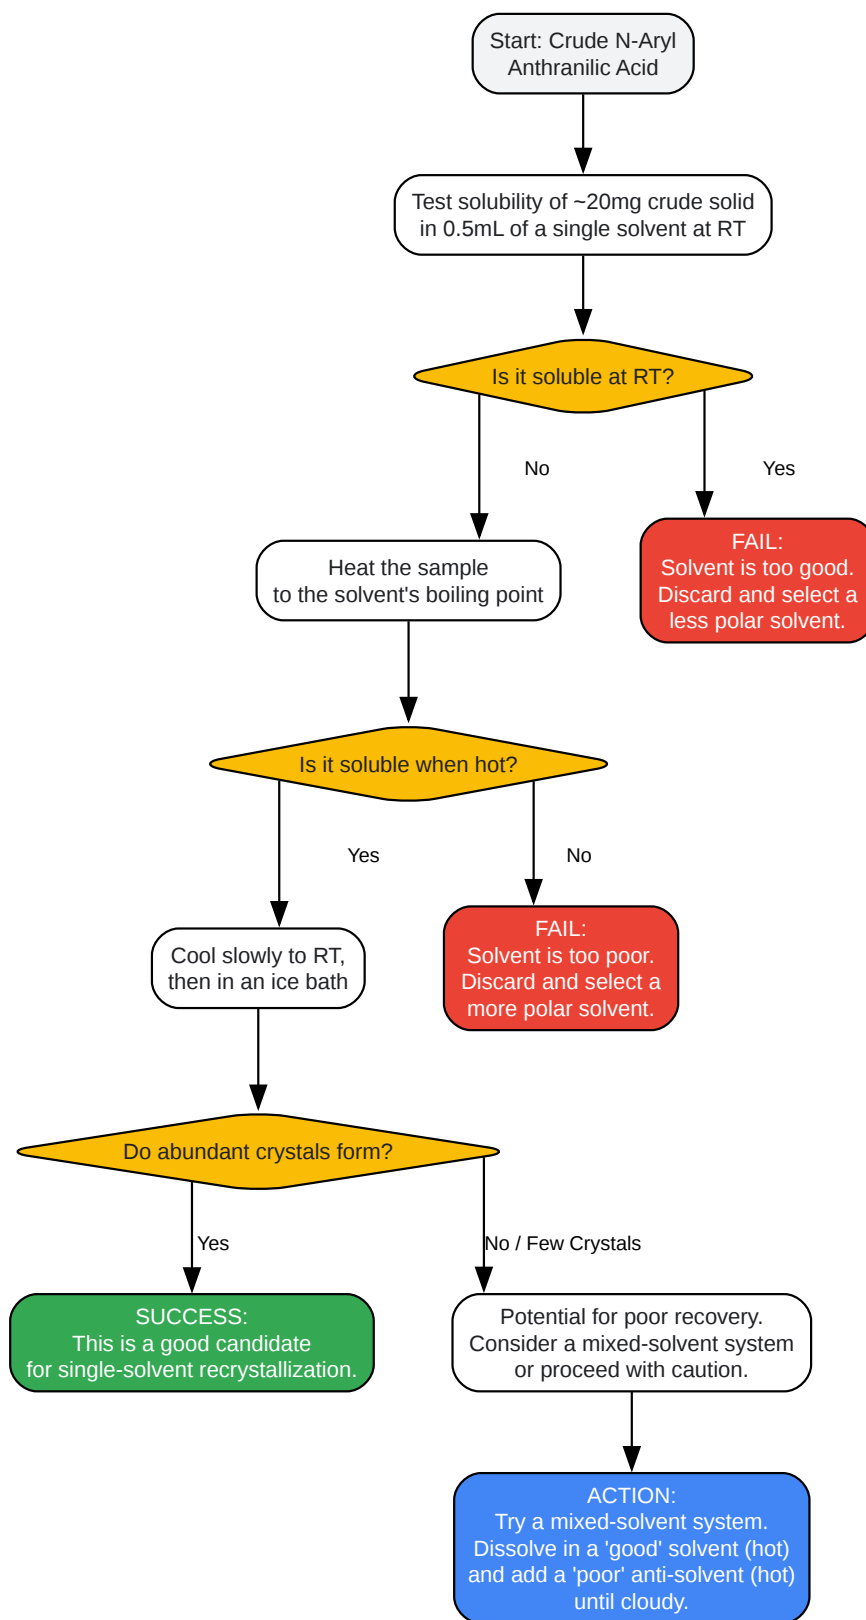 Start: Crude N-Aryl
Anthranilic Acid
Test solubility of ~20mg crude solid
in 0.5mL of a single solvent at RT
Is it soluble at RT?
No
Yes
Heat the sample
to the solvent's boiling point
FAIL:
Solvent is too good.
Discard and select a
less polar solvent.
Is it soluble when hot?
Yes
No
Cool slowly to RT,
then in an ice bath
FAIL:
Solvent is too poor.
Discard and select a
more polar solvent.
Do abundant crystals form?
Yes
No / Few Crystals
SUCCESS:
This is a good candidate
for single-solvent recrystallization.
Potential for poor recovery.
Consider a mixed-solvent system
or proceed with caution.
ACTION:
Try a mixed-solvent system.
Dissolve in a 'good' solvent (hot)
and add a 'poor' anti-solvent (hot)
until cloudy.